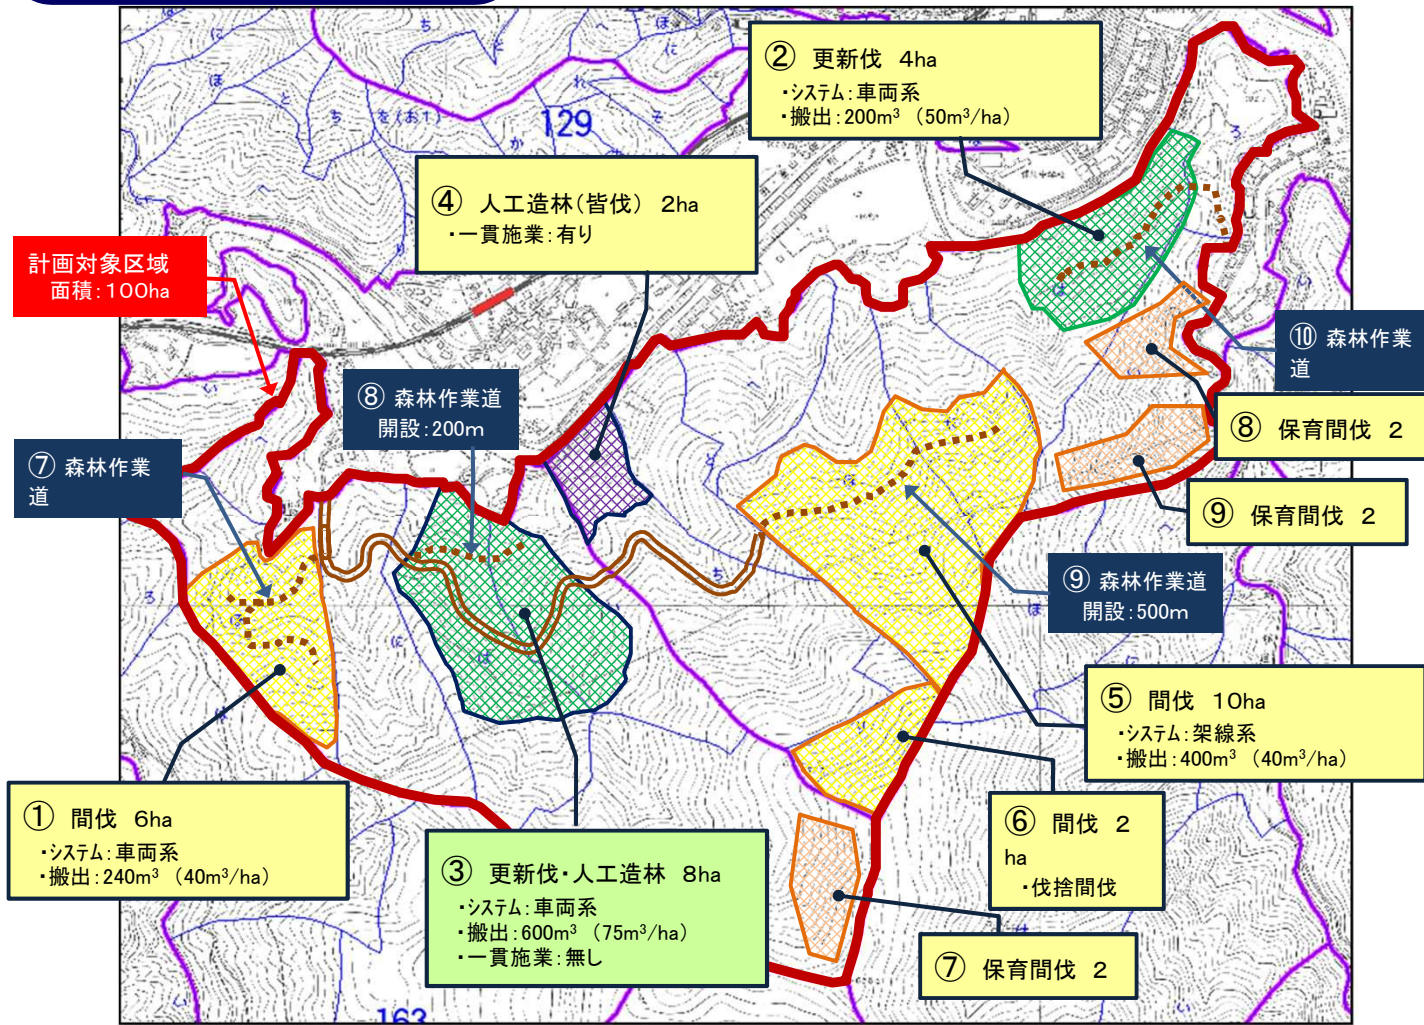 ② 更新伐 4ha
・システム：車両系
・搬出：200m³ （50m³/ha）
129
④ 人工造林（皆伐） 2ha
・一貫施業：有り
計画対象区域
面積：100ha
⑩ 森林作業
道
⑧ 森林作業道
開設：200m
⑧ 保育間伐 2
⑦ 森林作業
道
⑨ 保育間伐 2
⑨ 森林作業道
開設：500m
⑤ 間伐 10ha
・システム：架線系
・搬出：400m³ （40m³/ha）
① 間伐 6ha
・システム：車両系
・搬出：240m³ （40m³/ha）
⑥ 間伐 2
ha
・伐捨間伐
③ 更新伐・人工造林 8ha
・システム：車両系
・搬出：600m³ （75m³/ha）
・一貫施業：無し
⑦ 保育間伐 2
163